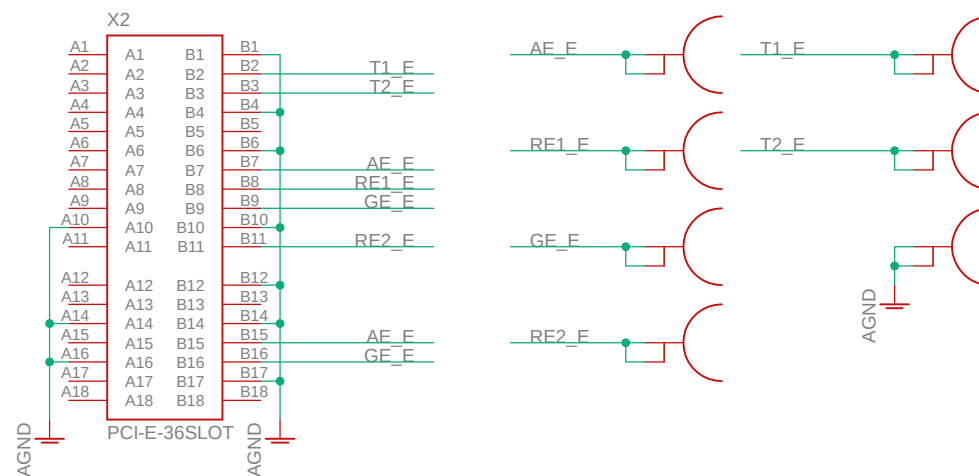 X2
A1 A1 B1 B1
A2 A2 B2 B2 T1_E
A3 A3 B3 B3 T2_E
A4 A4 B4 B4
A5 A5 B5 B5
A6 A6 B6 B6
A7 A7 B7 B7 AE_E
A8 A8 B8 B8 RE1_E
A9 A9 B9 B9 GE_E
A10 A10 B10 B10
A11 A11 B11 B11 RE2_E
A12 A12 B12 B12
A13 A13 B13 B13
A14 A14 B14 B14
A15 A15 B15 B15 AE_E
A16 A16 B16 B16 GE_E
A17 A17 B17 B17
A18 A18 B18 B18
AGND
PCI-E-36SLOT
AGND
AE_E
T1_E
RE1_E
T2_E
GE_E
RE2_E
AGND